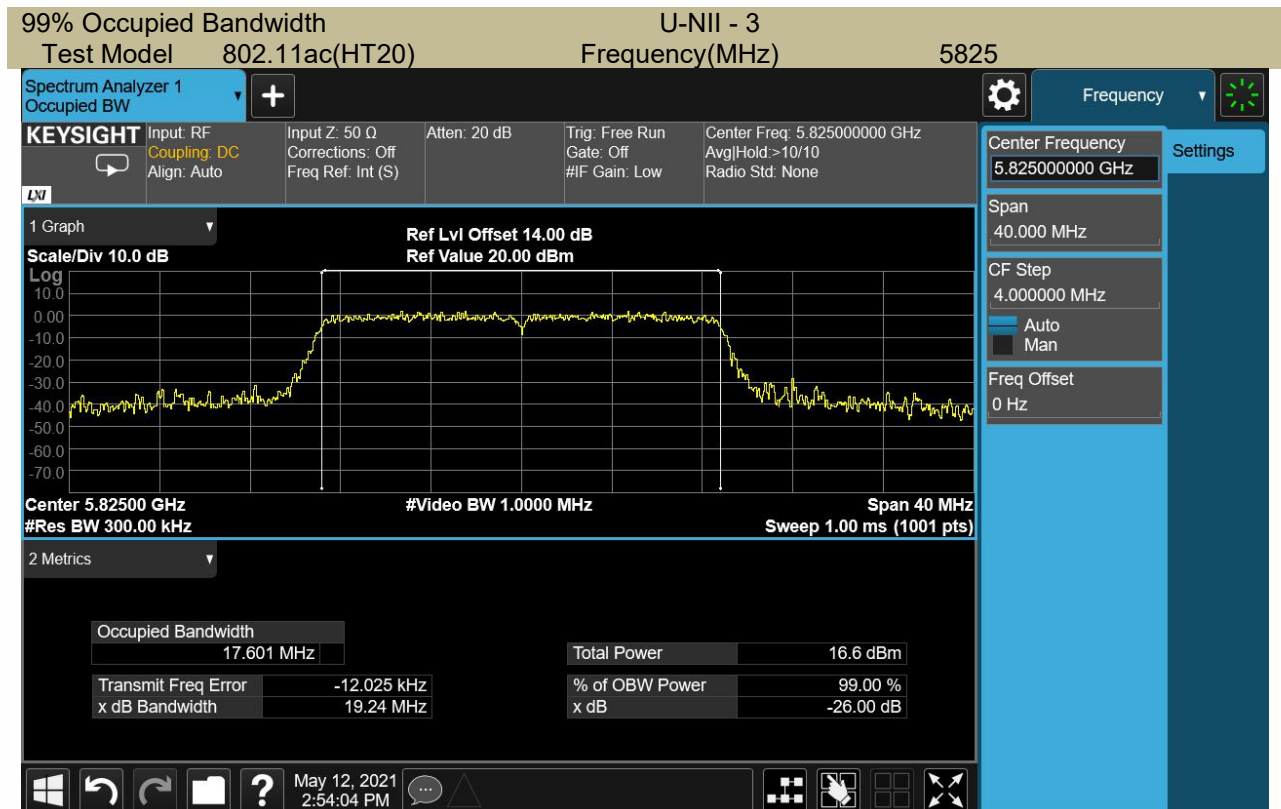 99% Occupied Bandwidth U-NII - 3
Test Model 802.11ac(HT20) Frequency(MHz) 5825
Spectrum Analyzer 1
Occupied BW
+
Frequency
KEYSIGHT
LXI
Input: RF
Coupling: DC
Align: Auto
Input Z: 50 Ω
Corrections: Off
Freq Ref: Int (S)
Atten: 20 dB
Trig: Free Run
Gate: Off
#IF Gain: Low
Center Freq: 5.825000000 GHz
Avg|Hold:>10/10
Radio Std: None
Center Frequency
5.825000000 GHz
Settings
Span
40.000 MHz
CF Step
4.000000 MHz
Auto
Man
Freq Offset
0 Hz
1 Graph
Ref Lvl Offset 14.00 dB
Scale/Div 10.0 dB Ref Value 20.00 dBm
Log
10.0
0.00
-10.0
-20.0
-30.0
-40.0
-50.0
-60.0
-70.0
Center 5.82500 GHz #Video BW 1.0000 MHz Span 40 MHz
#Res BW 300.00 kHz Sweep 1.00 ms (1001 pts)
2 Metrics
Occupied Bandwidth
17.601 MHz
Total Power 16.6 dBm
Transmit Freq Error -12.025 kHz
% of OBW Power 99.00 %
x dB Bandwidth 19.24 MHz
x dB -26.00 dB
?
May 12, 2021
2:54:04 PM